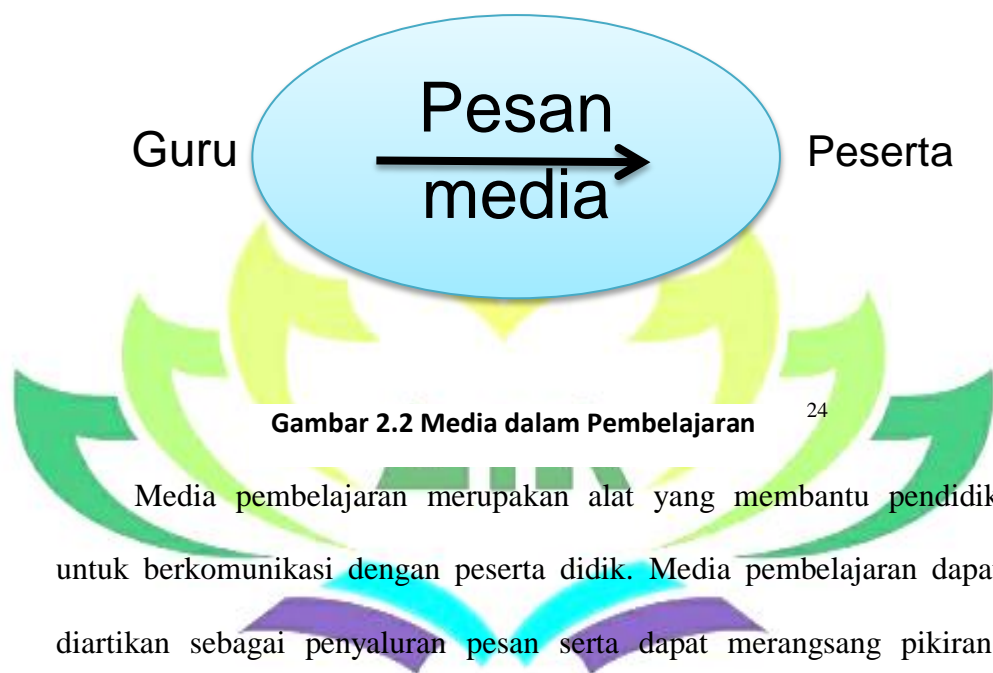 Pesan
Guru
Peserta
media
Gambar 2.2 Media dalam Pembelajaran 24
Media pembelajaran merupakan alat yang membantu pendidik
untuk berkomunikasi dengan peserta didik. Media pembelajaran dapa
diartikan sebagai penyaluran pesan serta dapat merangsang pikiran